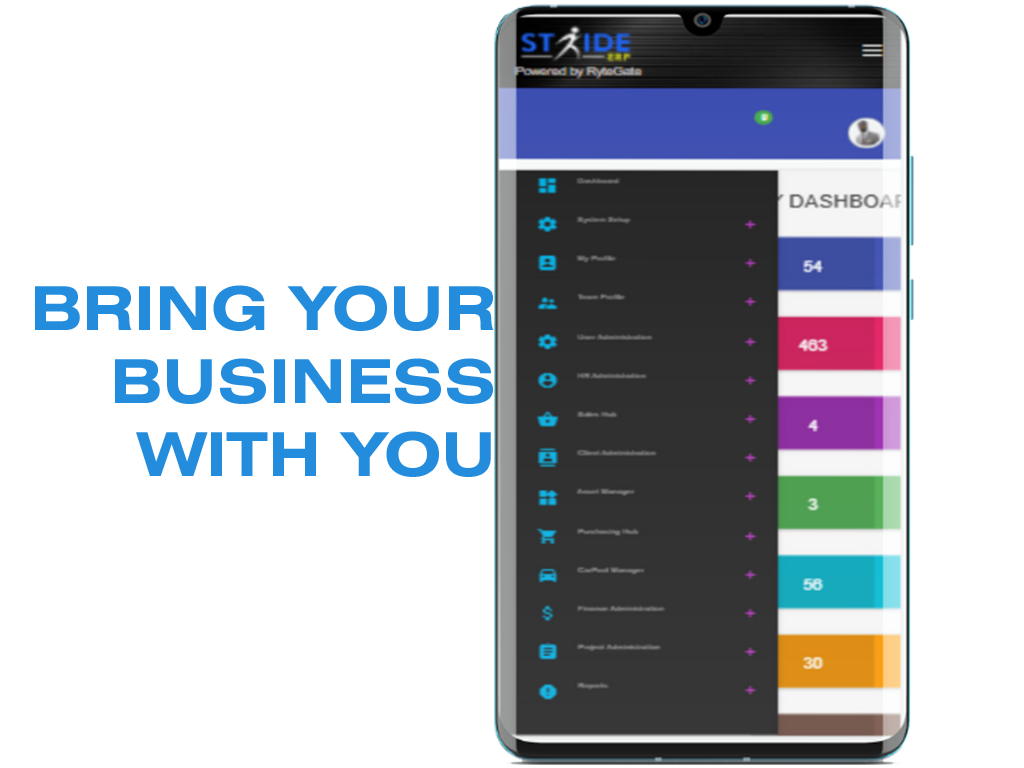 STRIDE
ERP
Powered by RyteGate
Y DASHBOAR
Dashboard
System Setup
My Profile
Team Profile
User Administration
HR Administration
Sales Hub
Client Administration
Asset Manager
Purchasing Hub
CarPool Manager
Finance Administration
Project Administration
Reports
54
463
4
3
56
30
BRING YOUR
BUSINESS
WITH YOU